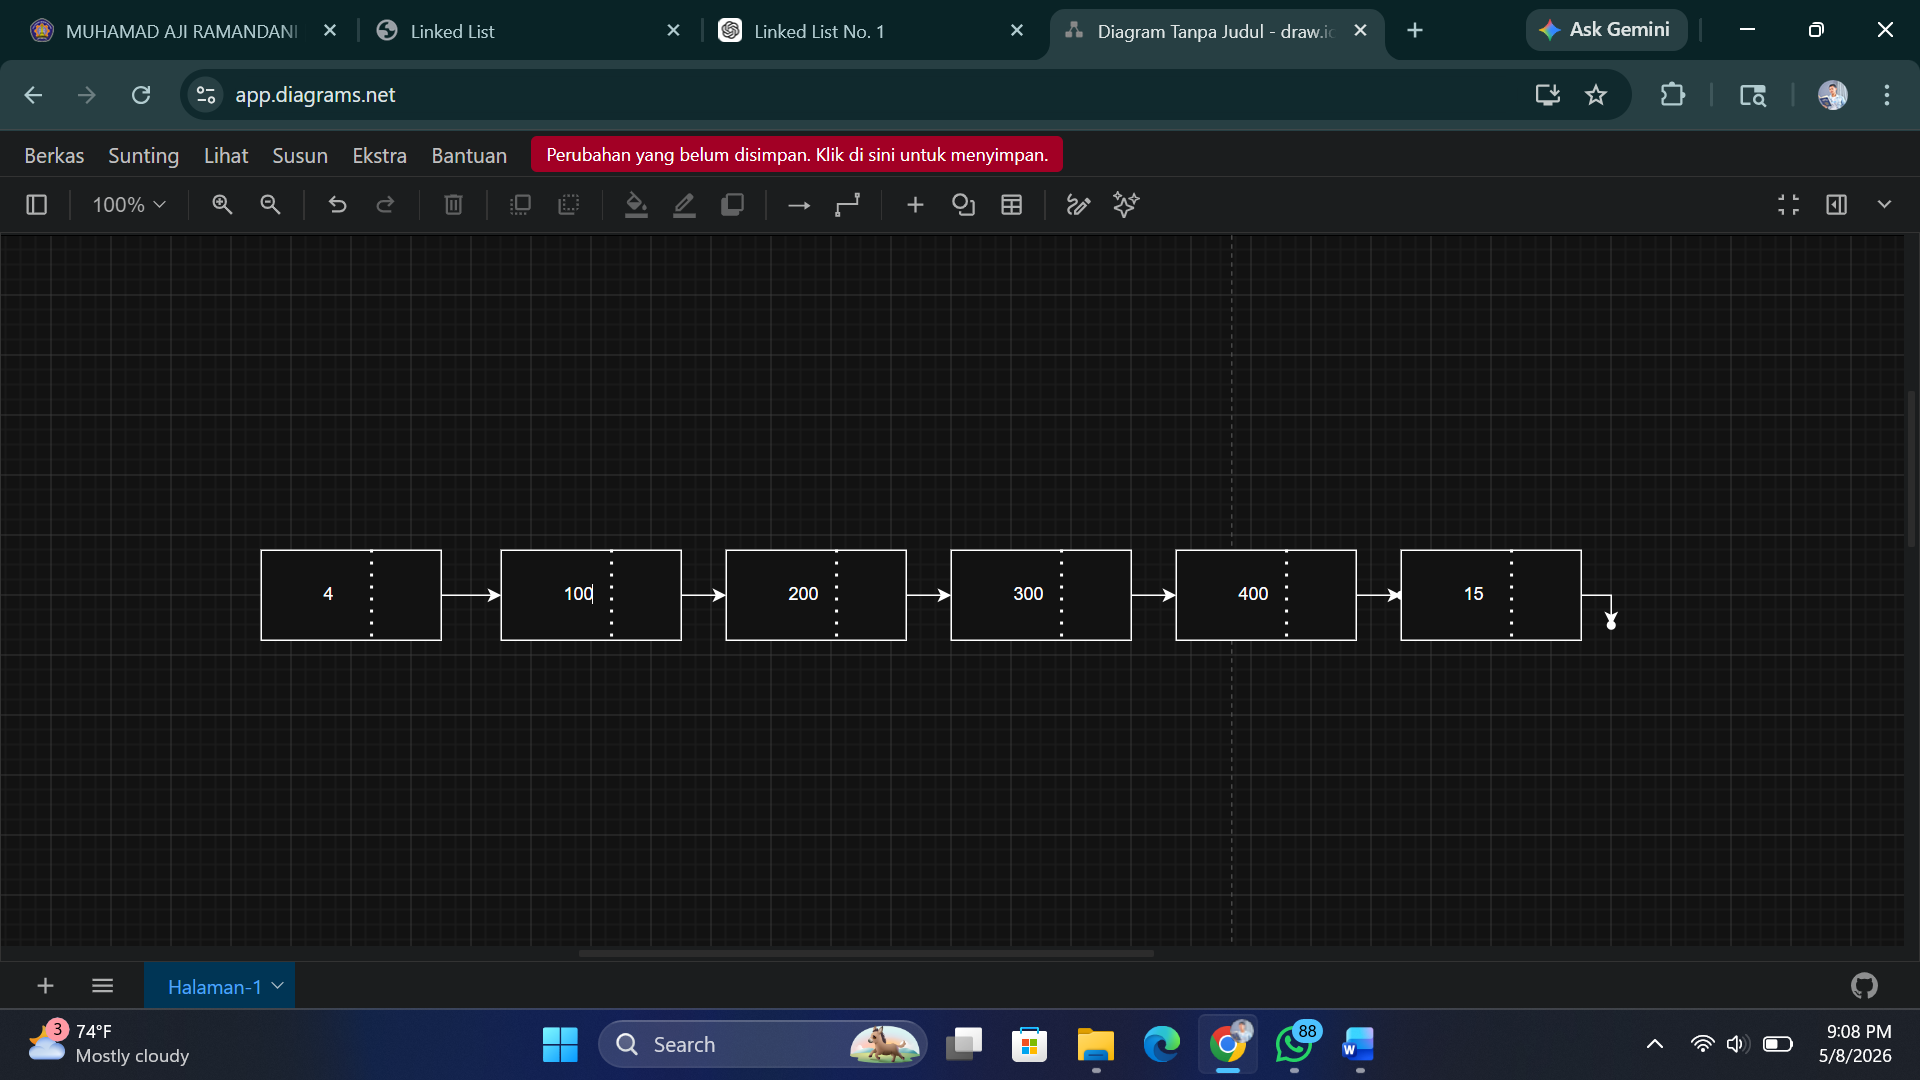 MUHAMAD AJI RAMANDANI
Linked List
Linked List No. 1
Diagram Tanpa Judul - draw.io
Ask Gemini
app.diagrams.net
Berkas Sunting Lihat Susun Ekstra Bantuan Perubahan yang belum disimpan. Klik di sini untuk menyimpan.
100%
4 100 200 300 400 15
Halaman-1
3
74°F
Mostly cloudy
Search
88
9:08 PM
5/8/2026